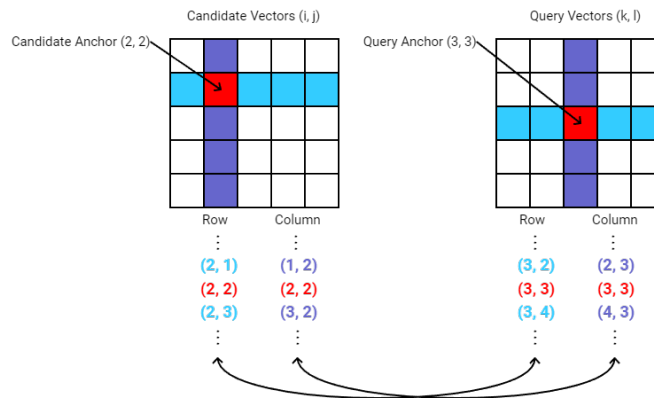 Candidate Vectors (i, j)
Query Vectors (k, l)
Candidate Anchor (2, 2)
Query Anchor (3, 3)
Row Column
⋮ ⋮
(2, 1) (1, 2)
(2, 2) (2, 2)
(2, 3) (3, 2)
⋮ ⋮
Row Column
⋮ ⋮
(3, 2) (2, 3)
(3, 3) (3, 3)
(3, 4) (4, 3)
⋮ ⋮